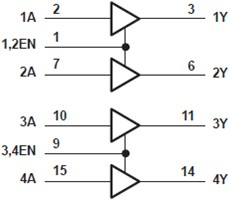 1A 2 3 1Y
1,2EN 1
2A 7 6 2Y
3A 10 11 3Y
3,4EN 9
4A 15 14 4Y